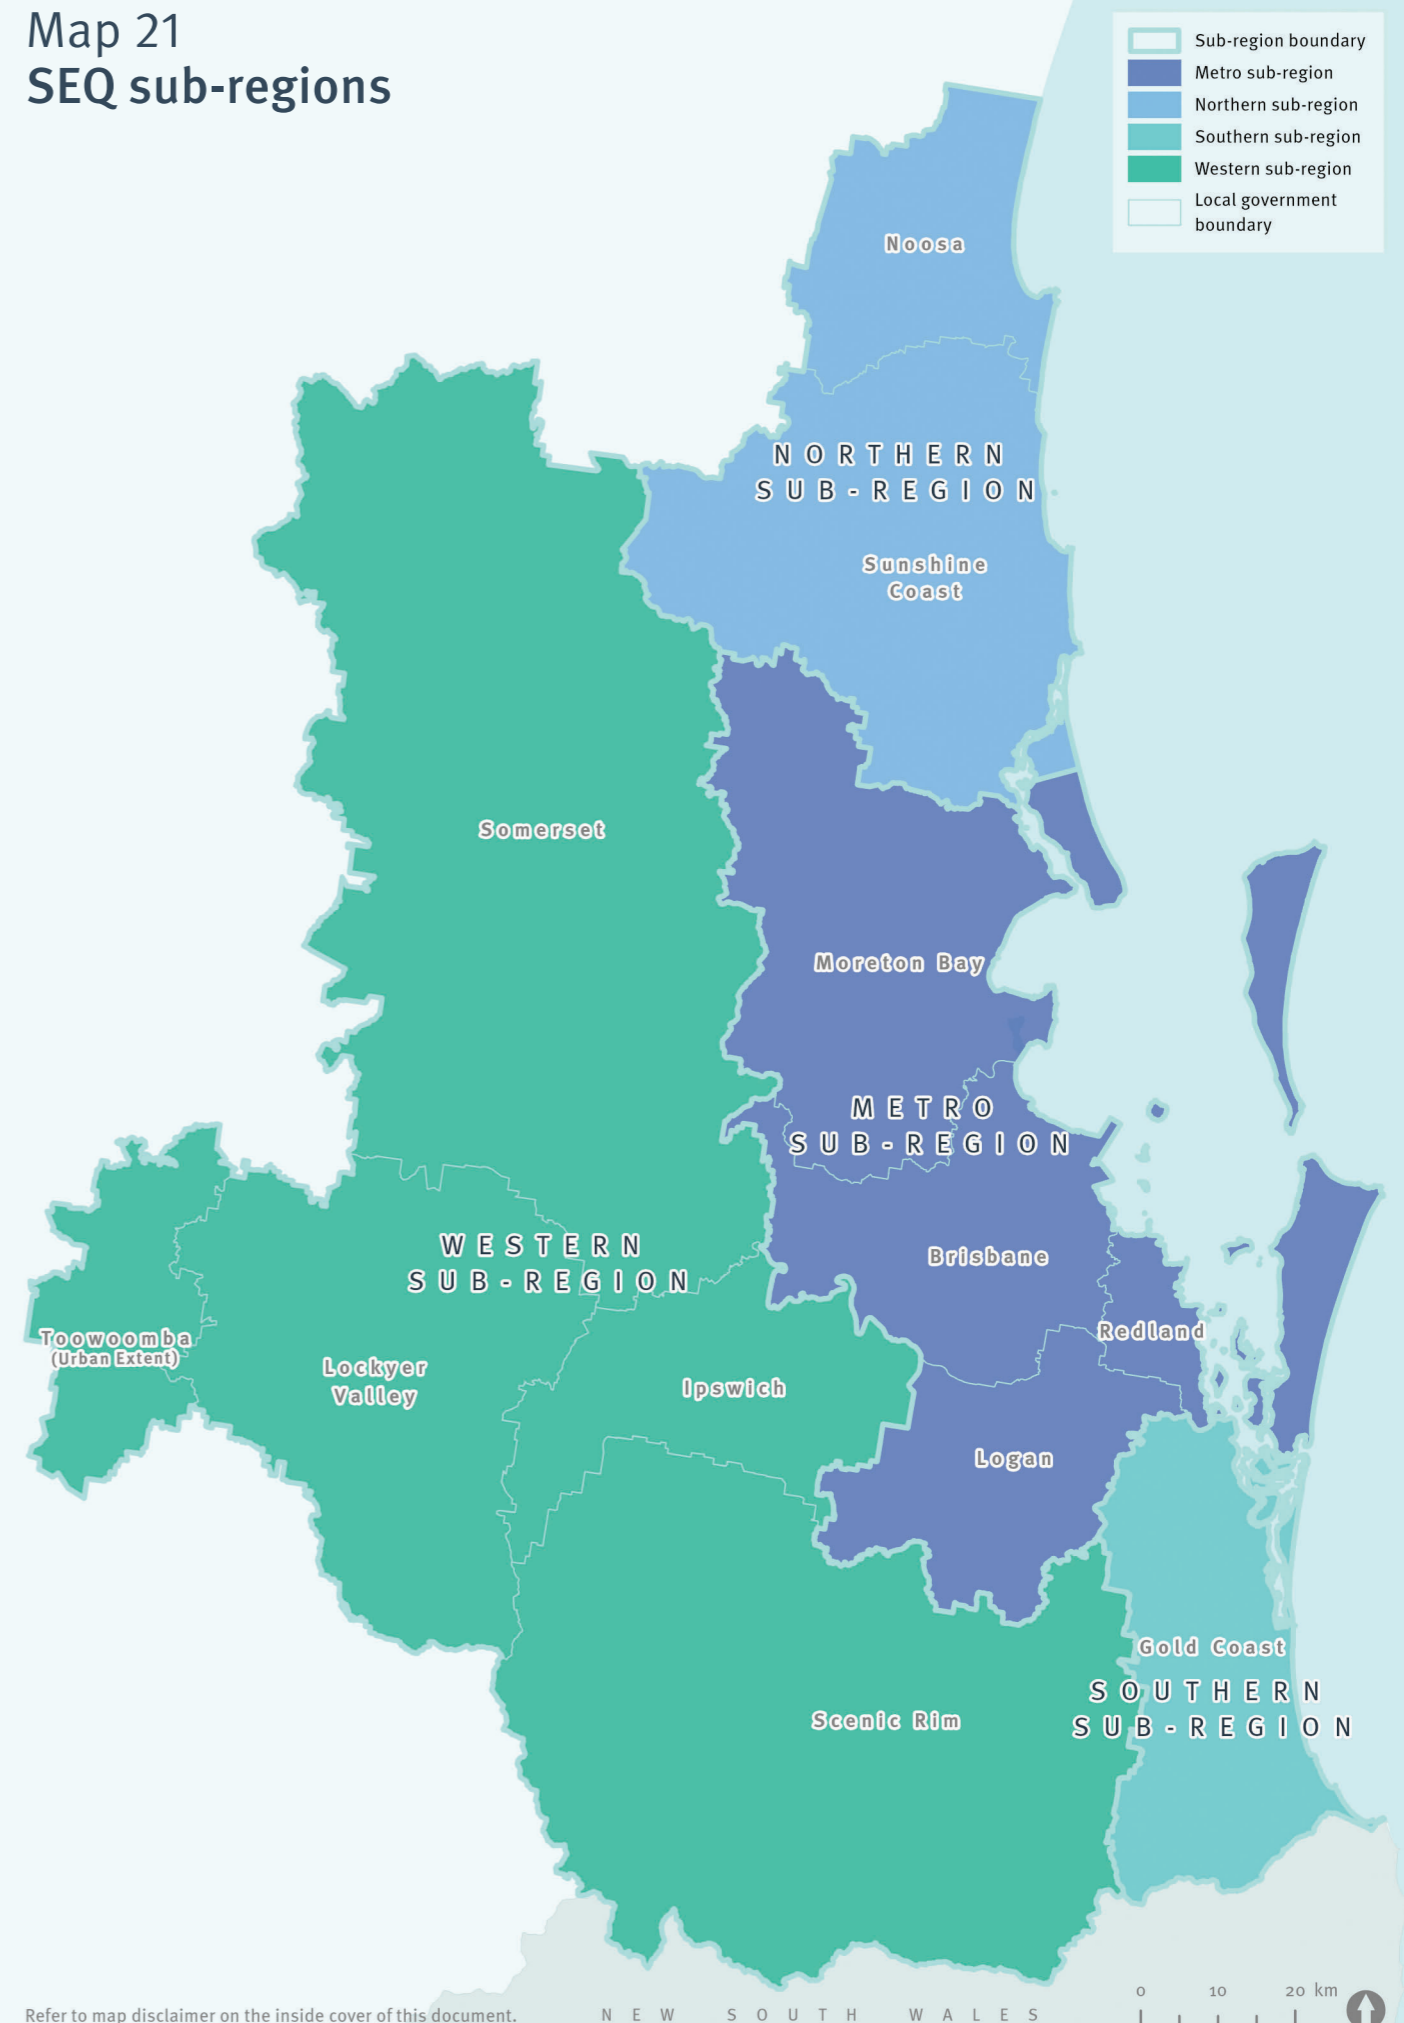 Map 21
SEQ sub-regions
Sub-region boundary
Metro sub-region
Northern sub-region
Southern sub-region
Western sub-region
Local government
boundary
Noosa
NORTHERN
SUB-REGION
Sunshine
Coast
Somerset
Moreton Bay
METRO
SUB-REGION
WESTERN
SUB-REGION
Brisbane
Redland
Toowoomba
(Urban Extent)
Lockyer
Valley
Ipswich
Logan
Gold Coast
SOUTHERN
SUB-REGION
Scenic Rim
0 10 20 km
Refer to map disclaimer on the inside cover of this document.
NEW SOUTH WALES